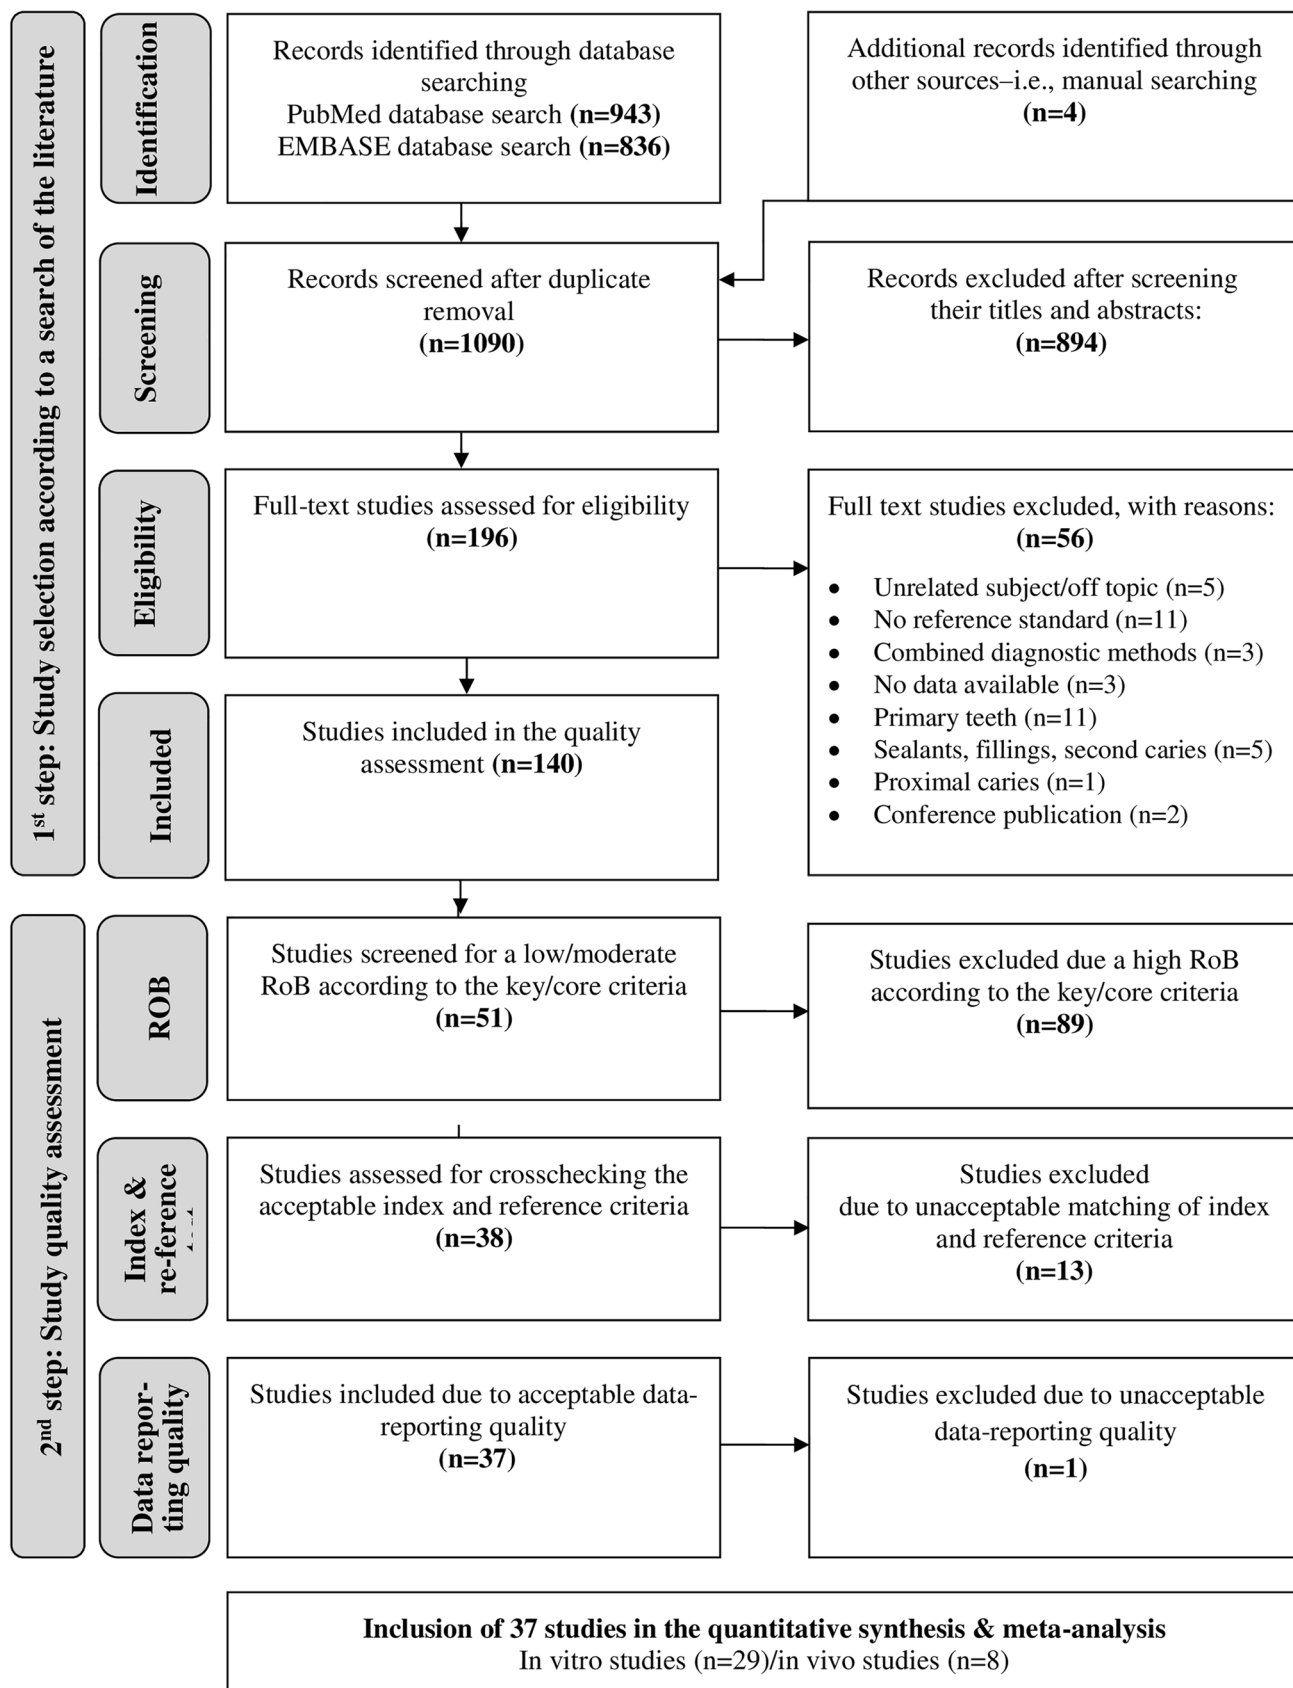 1st step: Study selection according to a search of the literature
Identification
Records identified through database
searching
PubMed database search (n=943)
EMBASE database search (n=836)
Additional records identified through
other sources–i.e., manual searching
(n=4)
Screening
Records screened after duplicate
removal
(n=1090)
Records excluded after screening
their titles and abstracts:
(n=894)
Eligibility
Full-text studies assessed for eligibility
(n=196)
Full text studies excluded, with reasons:
(n=56)
• Unrelated subject/off topic (n=5)
• No reference standard (n=11)
• Combined diagnostic methods (n=3)
• No data available (n=3)
• Primary teeth (n=11)
• Sealants, fillings, second caries (n=5)
• Proximal caries (n=1)
• Conference publication (n=2)
Included
Studies included in the quality
assessment (n=140)
2nd step: Study quality assessment
ROB
Studies screened for a low/moderate
RoB according to the key/core criteria
(n=51)
Studies excluded due a high RoB
according to the key/core criteria
(n=89)
Index &
re-ference
Studies assessed for crosschecking the
acceptable index and reference criteria
(n=38)
Studies excluded
due to unacceptable matching of index
and reference criteria
(n=13)
Data repor-
ting quality
Studies included due to acceptable data-
reporting quality
(n=37)
Studies excluded due to unacceptable
data-reporting quality
(n=1)
Inclusion of 37 studies in the quantitative synthesis & meta-analysis
In vitro studies (n=29)/in vivo studies (n=8)